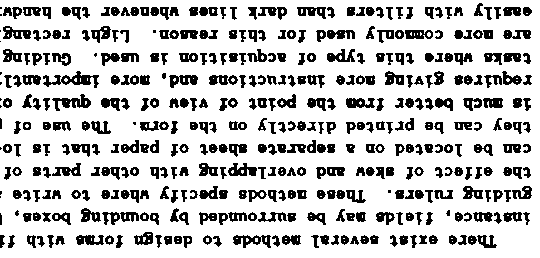 There exist several methods to design forms with fi
instance, fields may be surrounded by bounding boxes,
guiding rulers. These methods specify where to write
the effect of skew and overlapping with other parts of
can be located on a separate sheet of paper that is lo
they can be printed directly on the form. The use of
is much better from the point of view of the quality o
requires giving more instructions and, more importantly
tasks where this type of acquisition is used. Guiding
are more commonly used for this reason. Light rectang
easily with filters than dark lines whenever the handw